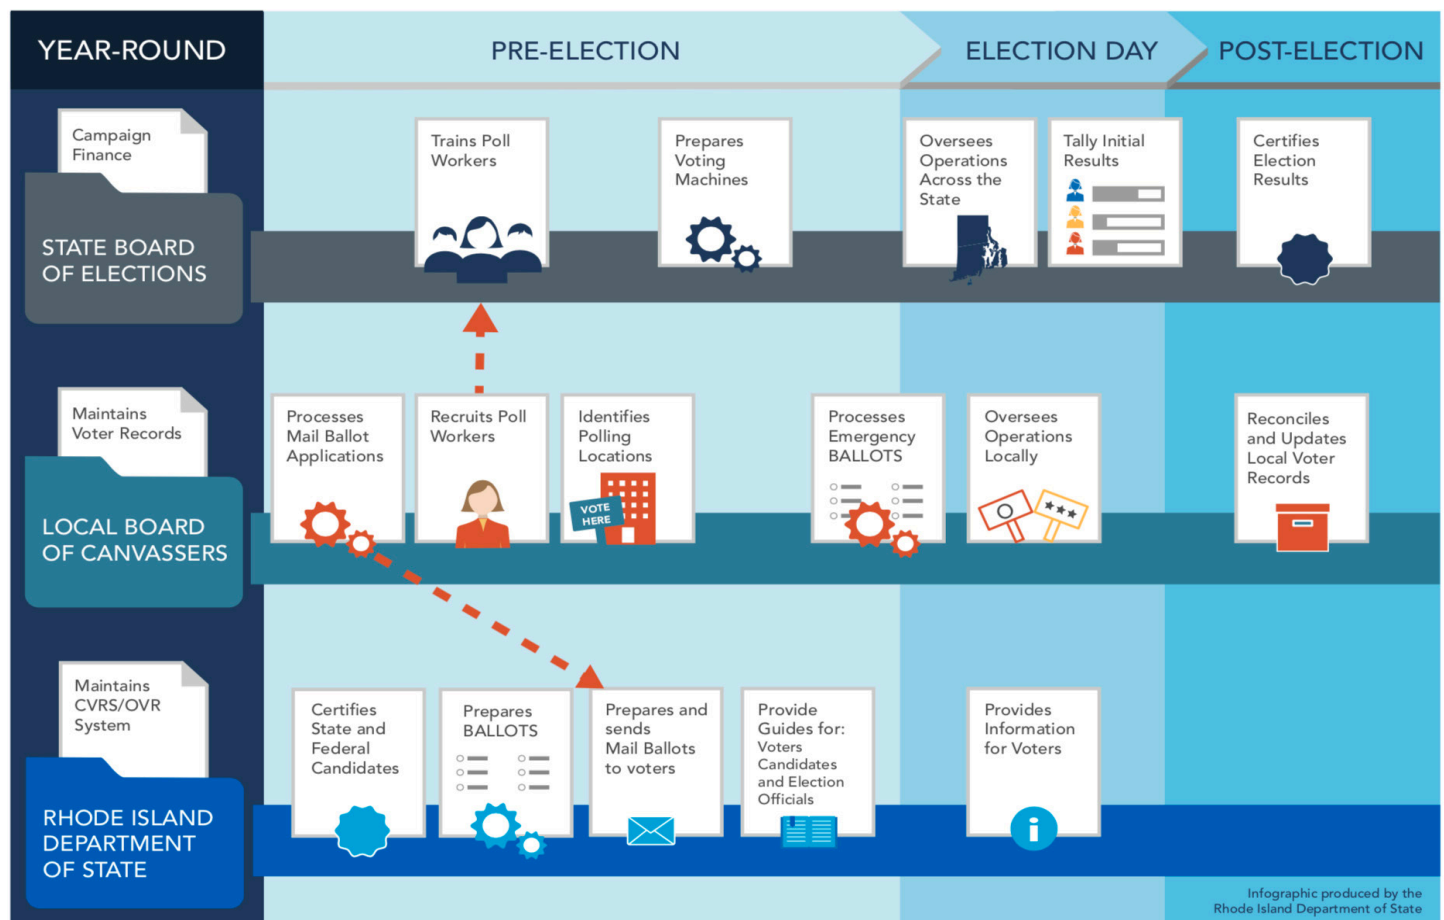 YEAR-ROUND
PRE-ELECTION
ELECTION DAY
POST-ELECTION
Campaign
Finance
STATE BOARD
OF ELECTIONS
Trains Poll
Workers
Prepares
Voting
Machines
Oversees
Operations
Across the
State
Tally Initial
Results
Certifies
Election
Results
Maintains
Voter Records
LOCAL BOARD
OF CANVASSERS
Processes
Mail Ballot
Applications
Recruits Poll
Workers
Identifies
Polling
Locations
VOTE
HERE
Processes
Emergency
BALLOTS
Oversees
Operations
Locally
Reconciles
and Updates
Local Voter
Records
Maintains
CVRS/OVR
System
RHODE ISLAND
DEPARTMENT
OF STATE
Certifies
State and
Federal
Candidates
Prepares
BALLOTS
Prepares and
sends
Mail Ballots
to voters
Provide
Guides for:
Voters
Candidates
and Election
Officials
Provides
Information
for Voters
i
Infographic produced by the
Rhode Island Department of State